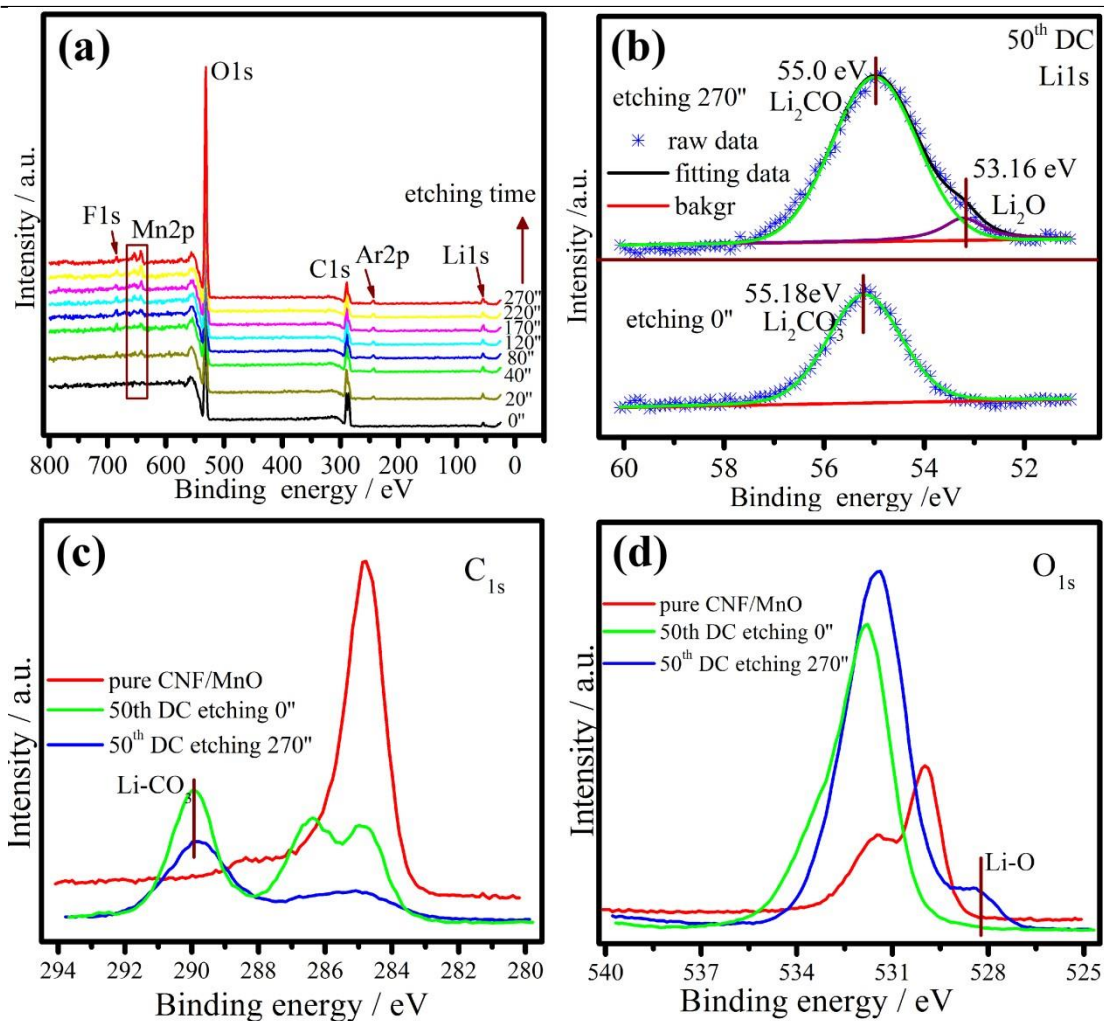 (a)
O1s
F1s
Mn2p
C1s
Ar2p
Li1s
etching time
270"
220"
170"
120"
80"
40"
20"
0"
Intensity / a.u.
800 700 600 500 400 300 200 100 0
Binding energy / eV
(b)
50th DC
Li1s
55.0 eV
Li2CO
etching 270"
raw data
fitting data
bakgr
53.16 eV
Li2O
55.18eV
Li2CO3
etching 0"
Intensity /a.u.
60 58 56 54 52
Binding energy /eV
(c)
C1s
pure CNF/MnO
50th DC etching 0"
50th DC etching 270"
Li-CO3
Intensity / a.u.
294 292 290 288 286 284 282 280
Binding energy / eV
(d)
O1s
pure CNF/MnO
50th DC etching 0"
50th DC etching 270"
Li-O
Intensity / a.u.
540 537 534 531 528 525
Binding energy / eV